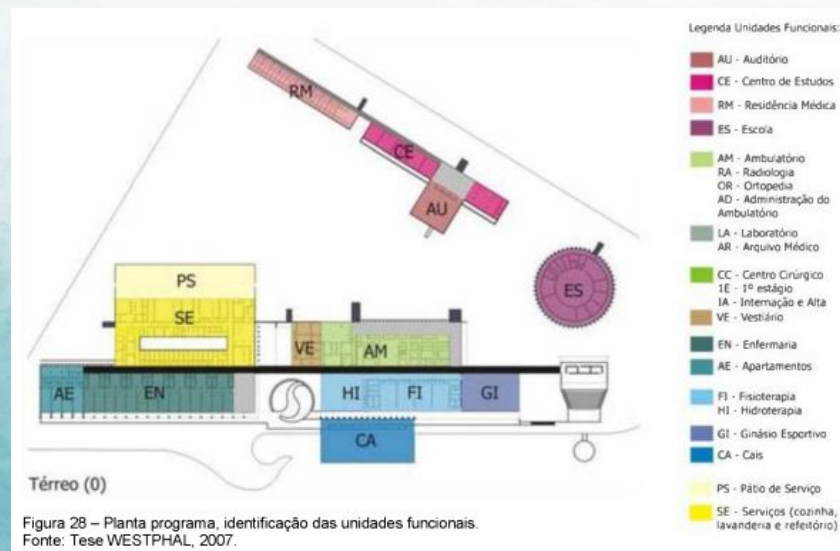 Legenda Unidades Funcionais:
AU - Auditório
CE - Centro de Estudos
RM - Residência Médica
ES - Escola
AM - Ambulatório
RA - Radiologia
OR - Ortopedia
AD - Administração do
Ambulatório
LA - Laboratório
AR - Arquivo Médico
CC - Centro Cirúrgico
1E - 1º estágio
IA - Internação e Alta
VE - Vestiário
EN - Enfermaria
AE - Apartamentos
FI - Fisioterapia
HI - Hidroterapia
GI - Ginásio Esportivo
CA - Cais
PS - Pátio de Serviço
SE - Serviços (cozinha,
lavanderia e refeitório)
RM
CE
AU
ES
PS
SE
VE
AM
AE
EN
HI
FI
GI
CA
Térreo (0)
Figura 28 – Planta programa, identificação das unidades funcionais.
Fonte: Tese WESTPHAL, 2007.